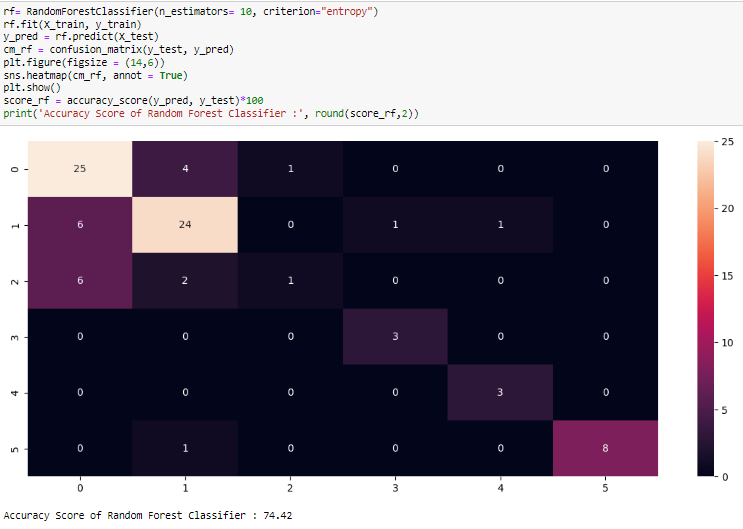 rf= RandomForestClassifier(n_estimators= 10, criterion="entropy")
rf.fit(X_train, y_train)
y_pred = rf.predict(X_test)
cm_rf = confusion_matrix(y_test, y_pred)
plt.figure(figsize = (14,6))
sns.heatmap(cm_rf, annot = True)
plt.show()
score_rf = accuracy_score(y_pred, y_test)*100
print('Accuracy Score of Random Forest Classifier :', round(score_rf,2))
25
0 25 4 1 0 0 0
20
1 6 24 0 1 1 0
15
2 6 2 1 0 0 0
3 0 0 0 3 0 0
10
4 0 0 0 0 3 0
5
5 0 1 0 0 0 8
0
0 1 2 3 4 5
Accuracy Score of Random Forest Classifier : 74.42